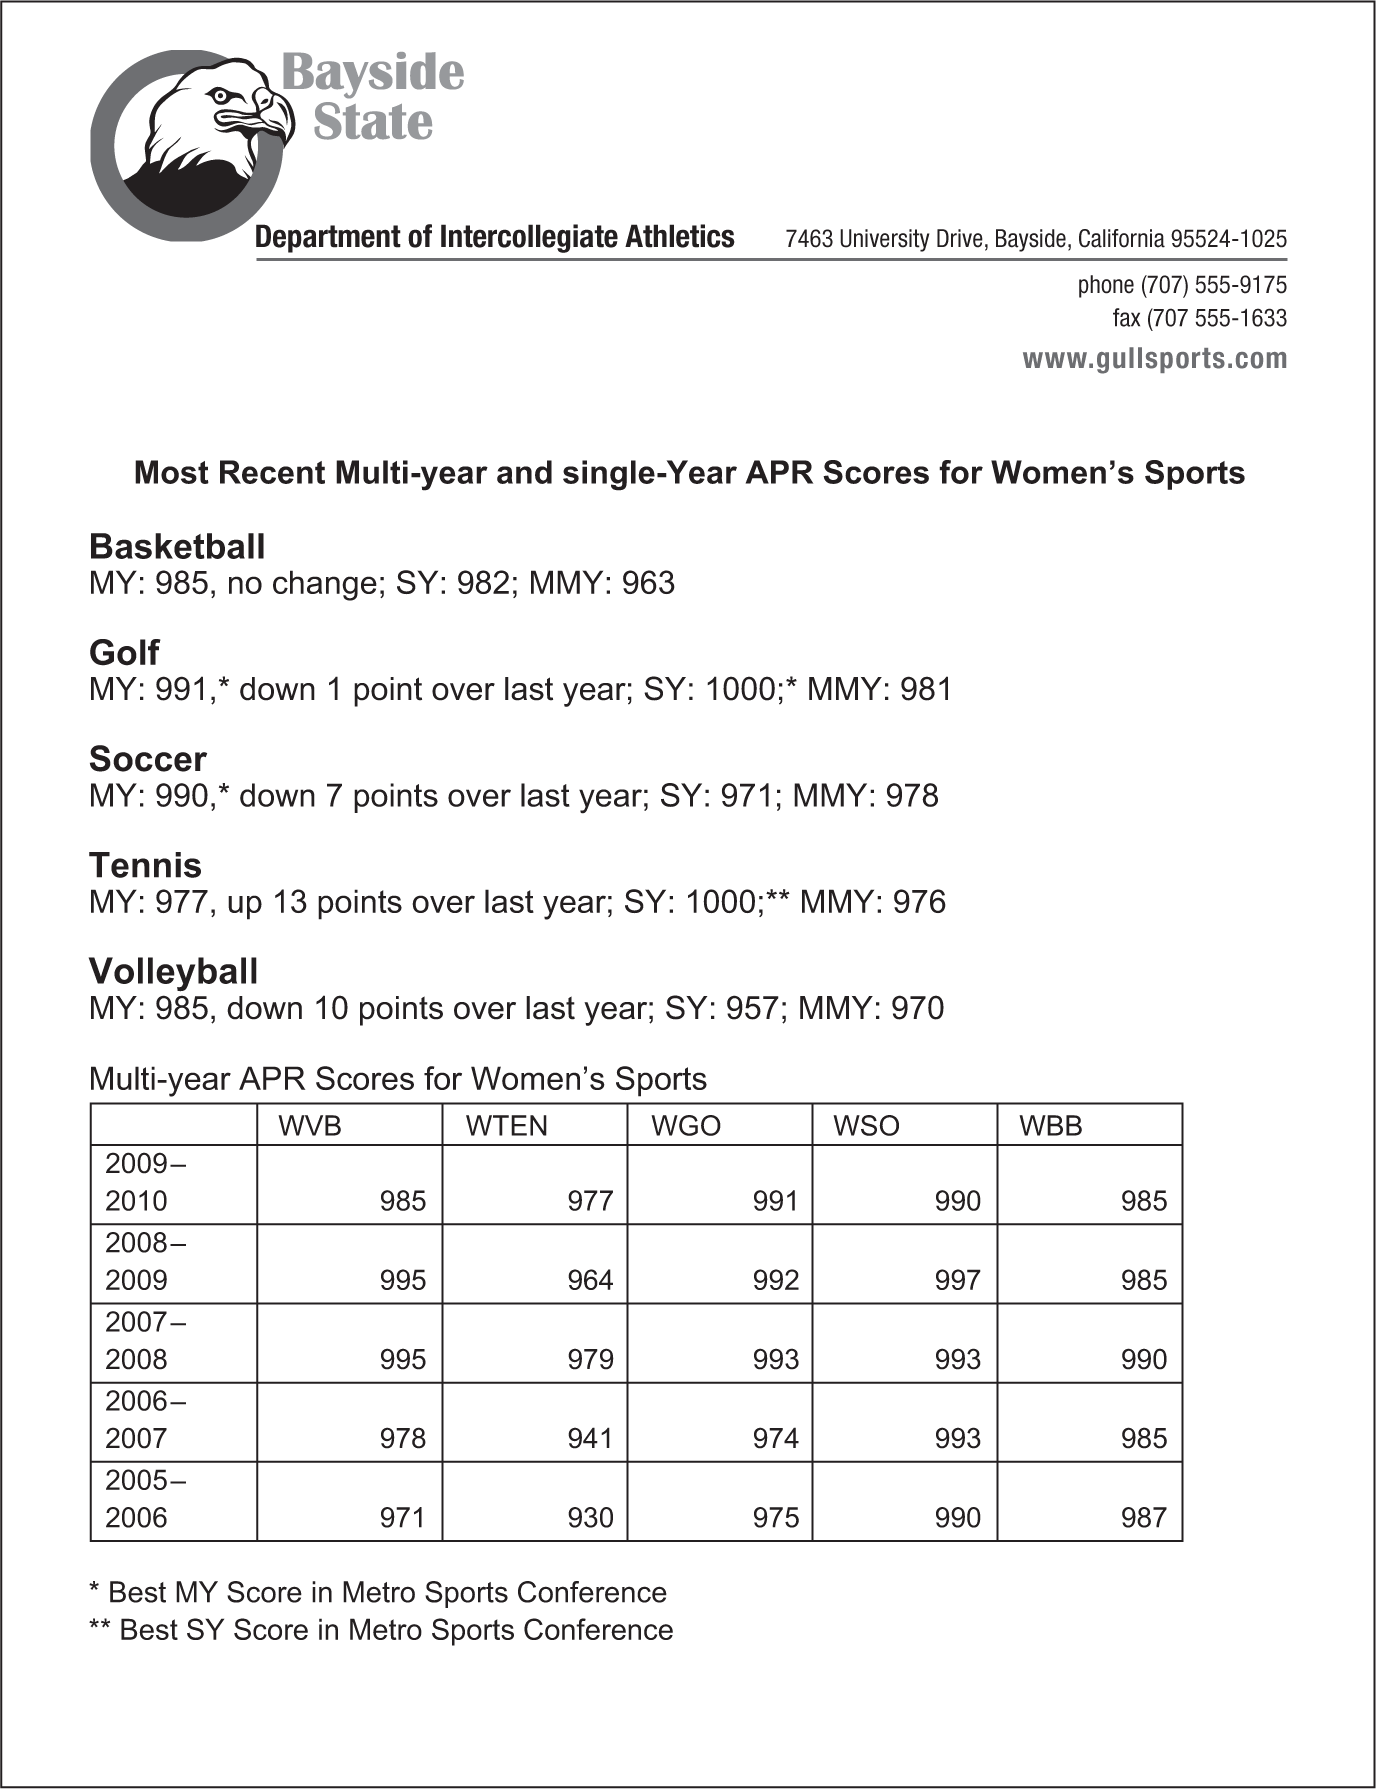 Bayside
State
Department of Intercollegiate Athletics 7463 University Drive, Bayside, California 95524-1025
phone (707) 555-9175
fax (707 555-1633
www.gullsports.com
Most Recent Multi-year and single-Year APR Scores for Women’s Sports
Basketball
MY: 985, no change; SY: 982; MMY: 963
Golf
MY: 991,* down 1 point over last year; SY: 1000;* MMY: 981
Soccer
MY: 990,* down 7 points over last year; SY: 971; MMY: 978
Tennis
MY: 977, up 13 points over last year; SY: 1000;** MMY: 976
Volleyball
MY: 985, down 10 points over last year; SY: 957; MMY: 970
Multi-year APR Scores for Women’s Sports
WVB WTEN WGO WSO WBB
2009–
2010 985 977 991 990 985
2008–
2009 995 964 992 997 985
2007–
2008 995 979 993 993 990
2006–
2007 978 941 974 993 985
2005–
2006 971 930 975 990 987
* Best MY Score in Metro Sports Conference
** Best SY Score in Metro Sports Conference